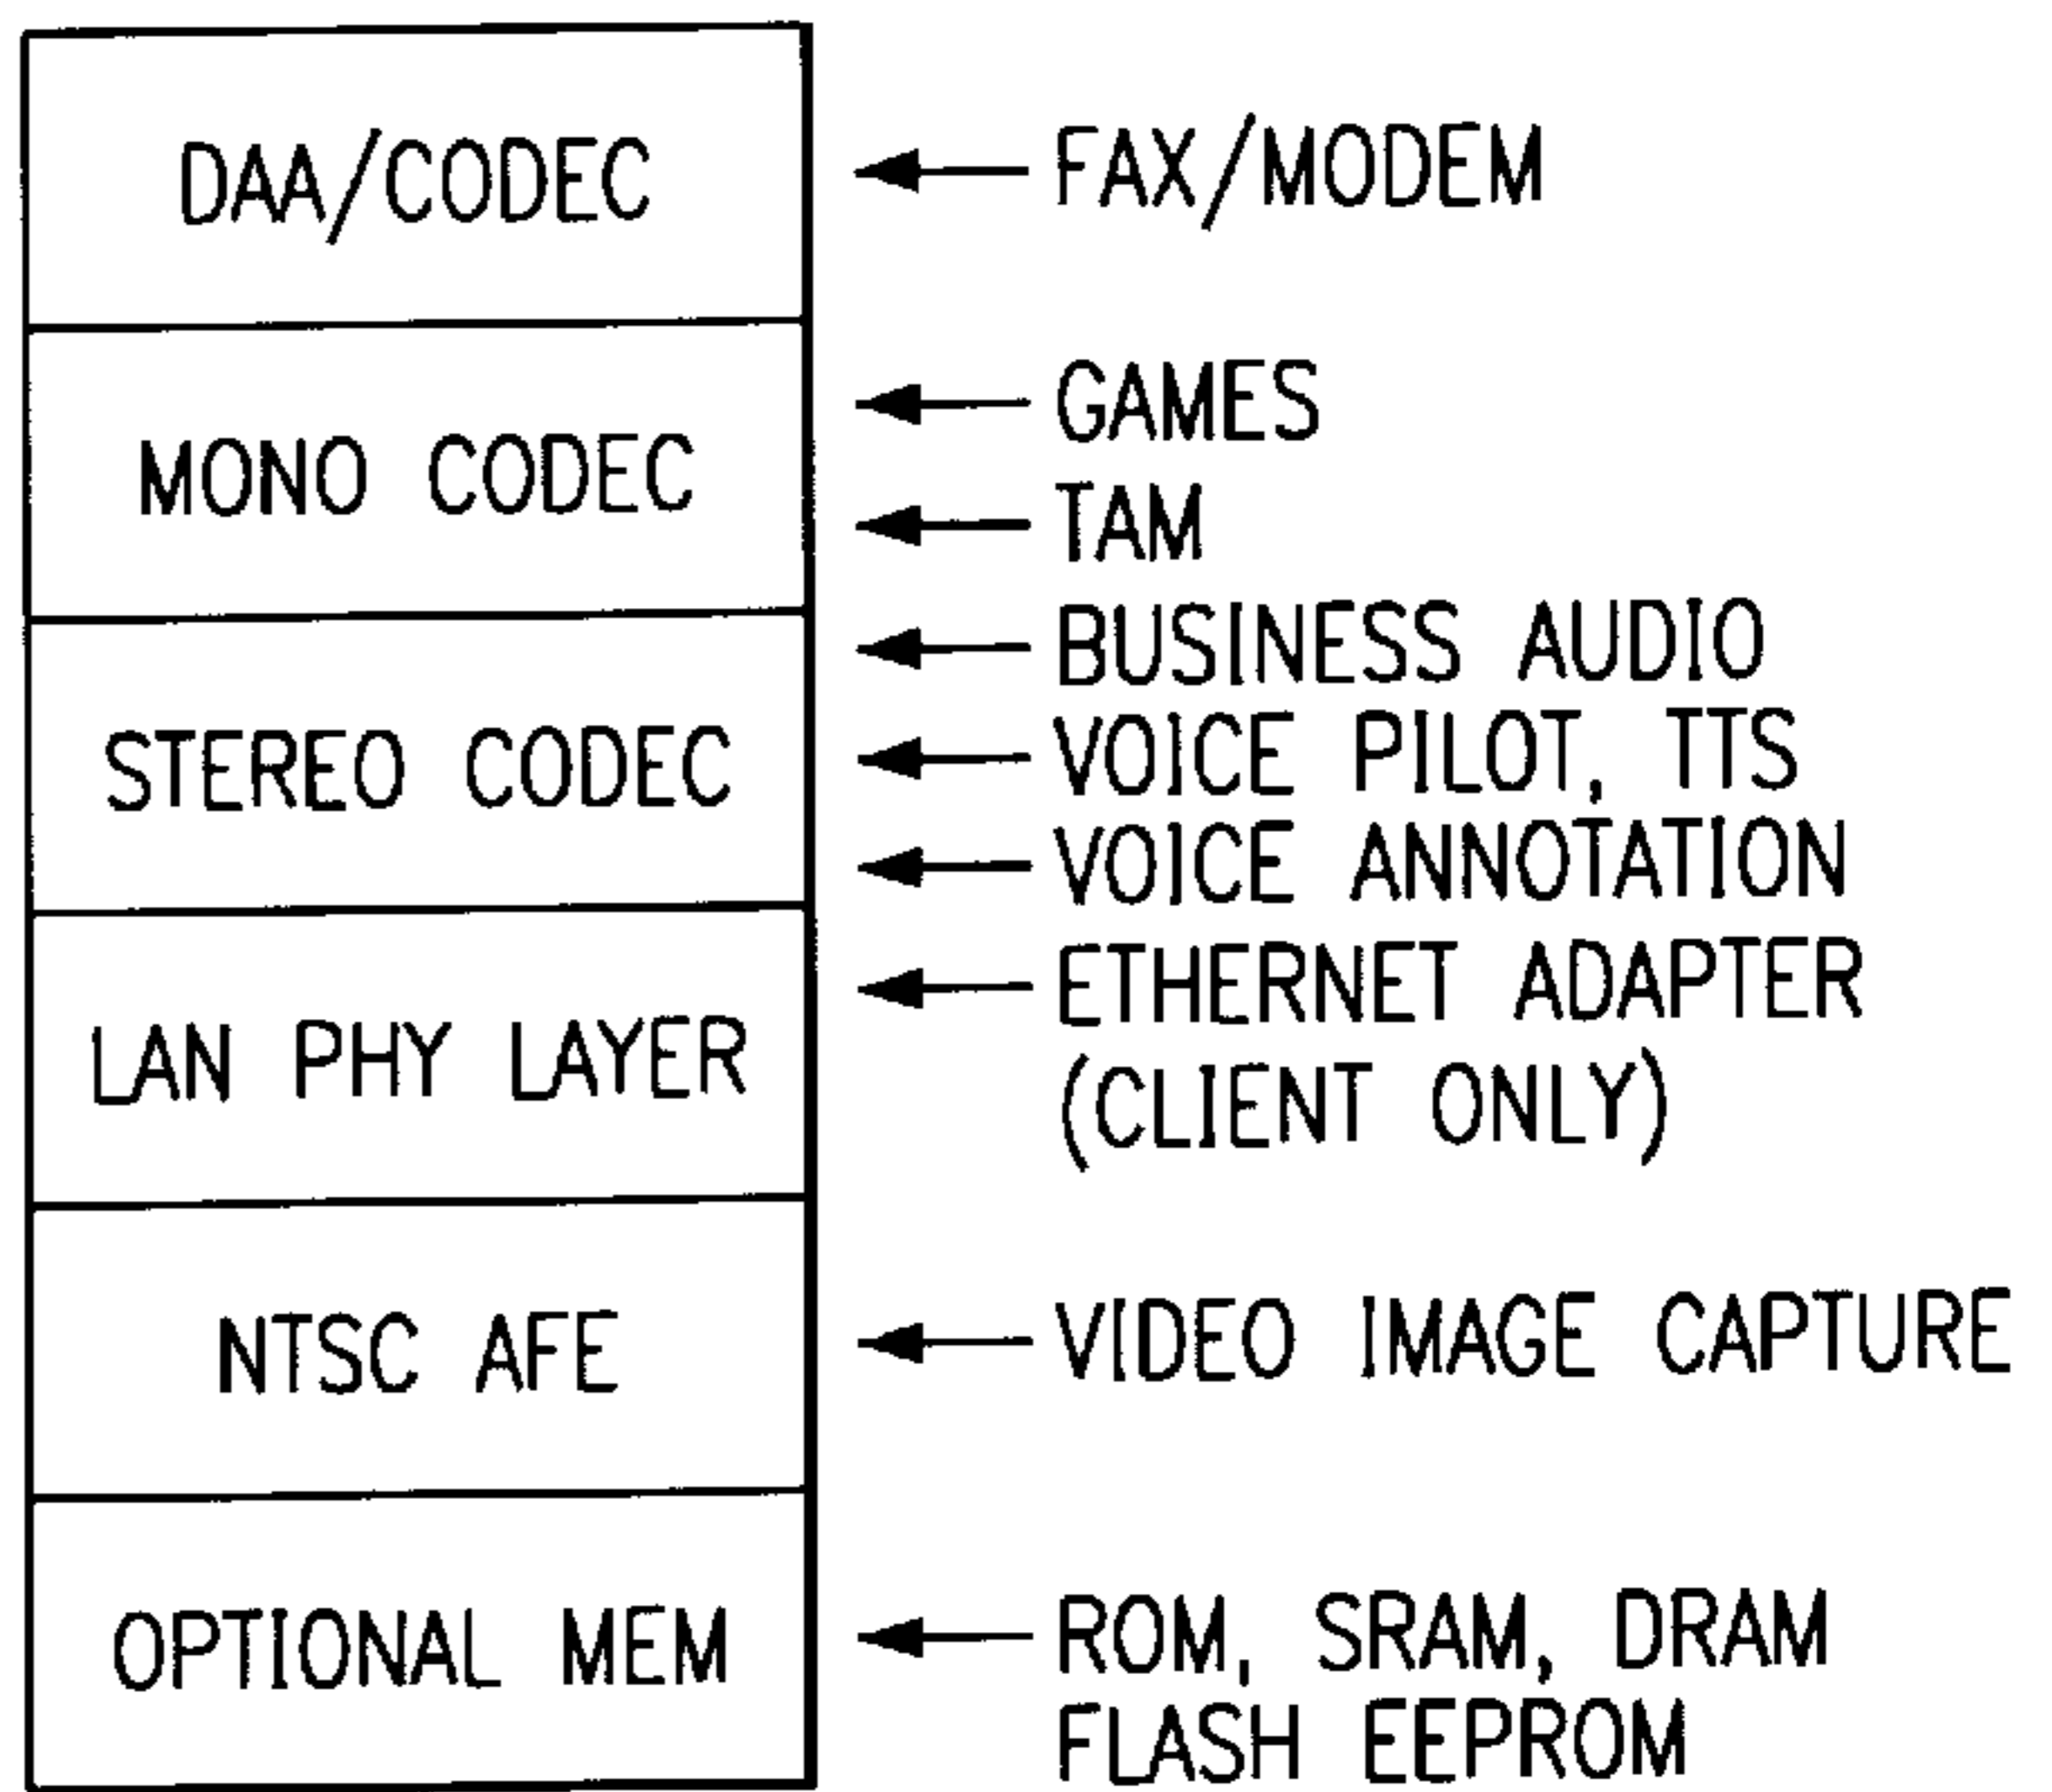 DAA/CODEC
FAX/MODEM
MONO CODEC
GAMES
TAM
STEREO CODEC
BUSINESS AUDIO
VOICE PILOT, TTS
VOICE ANNOTATION
LAN PHY LAYER
ETHERNET ADAPTER
(CLIENT ONLY)
NTSC AFE
VIDEO IMAGE CAPTURE
OPTIONAL MEM
ROM, SRAM, DRAM
FLASH EEPROM